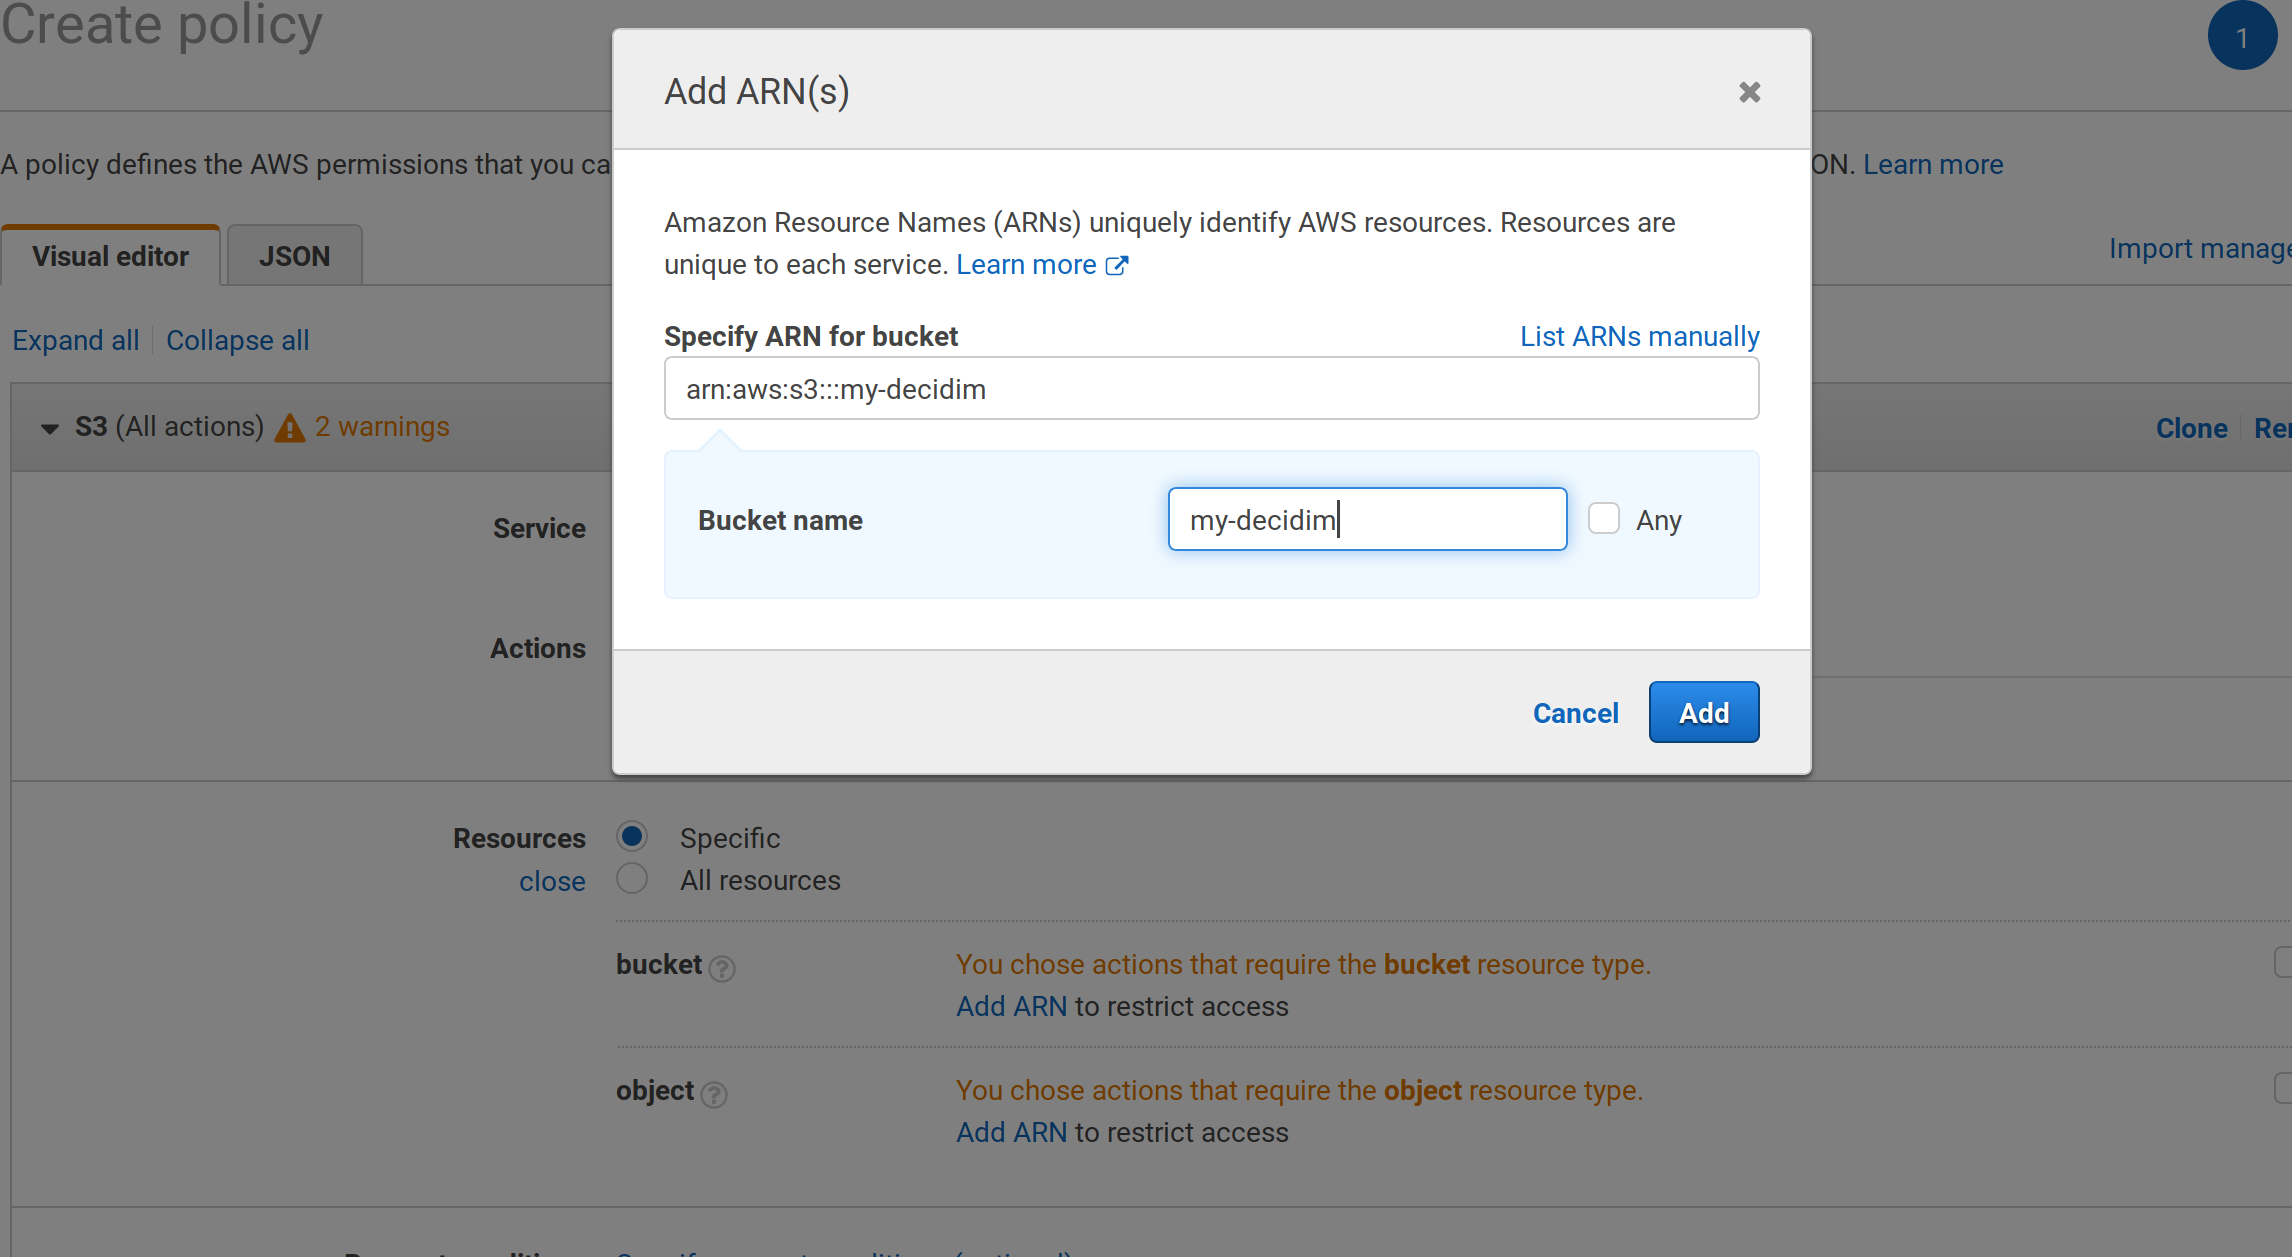 Create policy
1
Add ARN(s)
A policy defines the AWS permissions that you ca
ON. Learn more
Amazon Resource Names (ARNs) uniquely identify AWS resources. Resources are
unique to each service. Learn more
Visual editor
JSON
Import manage
Specify ARN for bucket
List ARNs manually
Expand all
Collapse all
arn:aws:s3:::my-decidim
S3 (All actions) 2 warnings
Clone
Bucket name
my-decidim
Any
Service
Actions
Cancel
Add
Resources
Specific
close
All resources
bucket ?
You chose actions that require the bucket resource type.
Add ARN to restrict access
object ?
You chose actions that require the object resource type.
Add ARN to restrict access